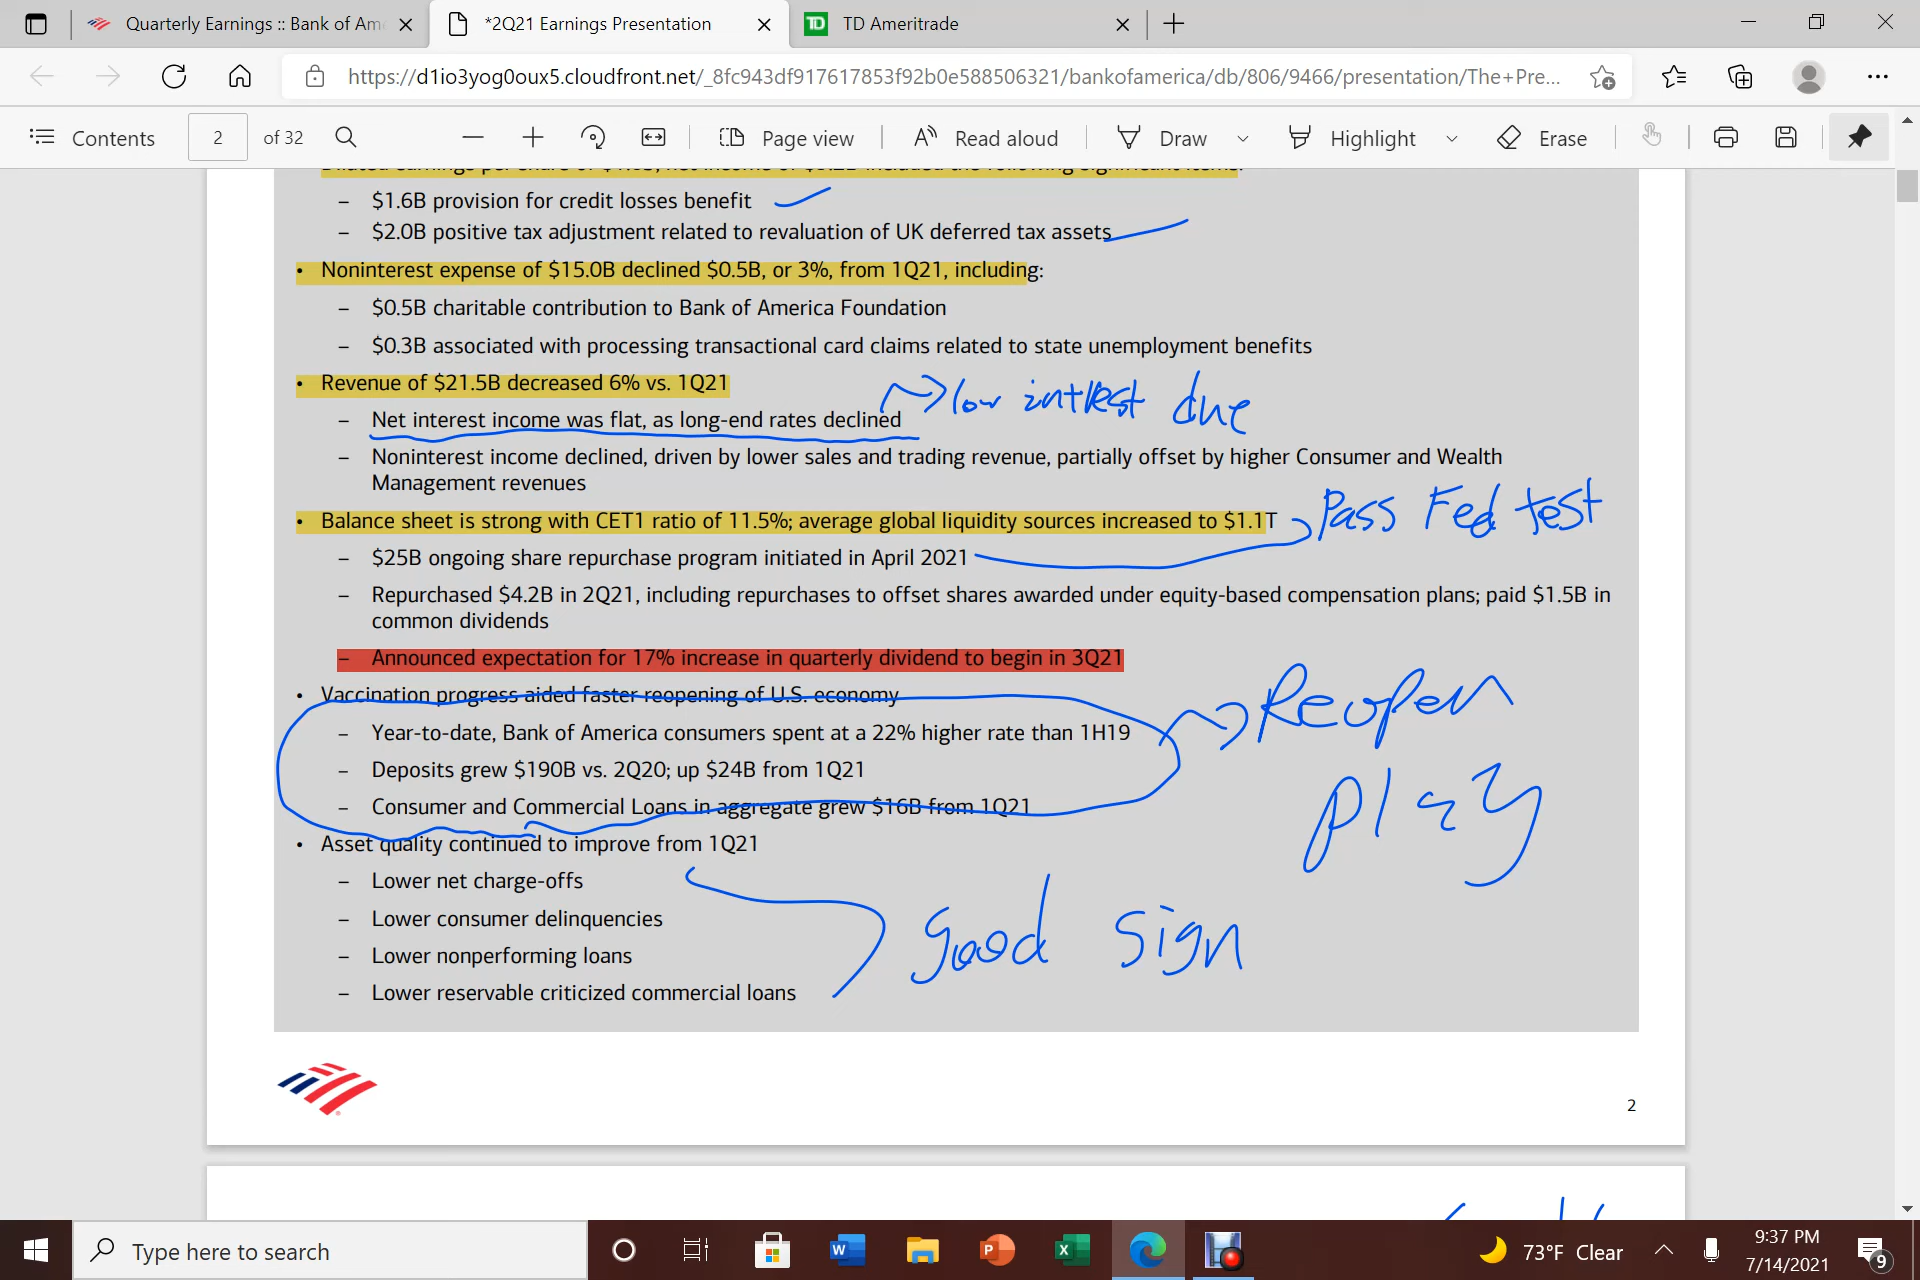 Quarterly Earnings :: Bank of Am
*2Q21 Earnings Presentation
TD Ameritrade
https://d1io3yog0oux5.cloudfront.net/_8fc943df917617853f92b0e588506321/bankofamerica/db/806/9466/presentation/The+Pre...
Contents 2 of 32 Page view Read aloud Draw Highlight Erase
– $1.6B provision for credit losses benefit
– $2.0B positive tax adjustment related to revaluation of UK deferred tax assets
• Noninterest expense of $15.0B declined $0.5B, or 3%, from 1Q21, including:
– $0.5B charitable contribution to Bank of America Foundation
– $0.3B associated with processing transactional card claims related to state unemployment benefits
• Revenue of $21.5B decreased 6% vs. 1Q21
low intrest due
– Net interest income was flat, as long-end rates declined
– Noninterest income declined, driven by lower sales and trading revenue, partially offset by higher Consumer and Wealth
Management revenues
• Balance sheet is strong with CET1 ratio of 11.5%; average global liquidity sources increased to $1.1T
Pass Fed test
– $25B ongoing share repurchase program initiated in April 2021
– Repurchased $4.2B in 2Q21, including repurchases to offset shares awarded under equity-based compensation plans; paid $1.5B in
common dividends
– Announced expectation for 17% increase in quarterly dividend to begin in 3Q21
• Vaccination progress aided faster reopening of U.S. economy
– Year-to-date, Bank of America consumers spent at a 22% higher rate than 1H19
– Deposits grew $190B vs. 2Q20; up $24B from 1Q21
– Consumer and Commercial Loans in aggregate grew $16B from 1Q21
Reopen
play
• Asset quality continued to improve from 1Q21
– Lower net charge-offs
– Lower consumer delinquencies
– Lower nonperforming loans
– Lower reservable criticized commercial loans
good sign
2
Type here to search
73°F Clear
9:37 PM
7/14/2021
9